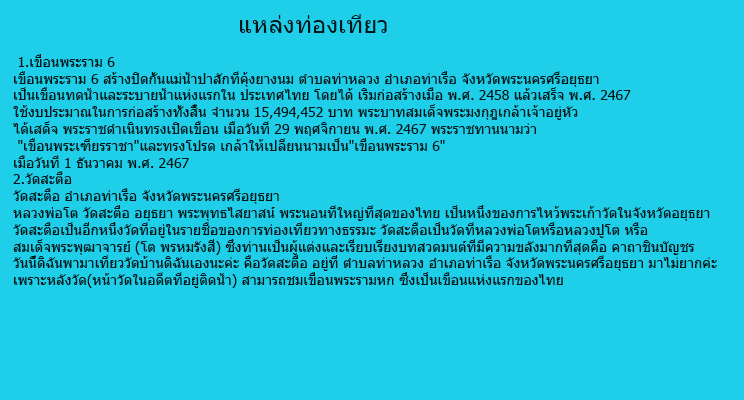 แหล่งท่องเที่ยว
1.เขื่อนพระราม 6
เขื่อนพระราม 6 สร้างปิดกั้นแม่น้ำป่าสักที่คุ้งยางนม ตำบลท่าหลวง อำเภอท่าเรือ จังหวัดพระนครศรีอยุธยา
เป็นเขื่อนทดน้ำและระบายน้ำแห่งแรกใน ประเทศไทย โดยได้ เริ่มก่อสร้างเมื่อ พ.ศ. 2458 แล้วเสร็จ พ.ศ. 2467
ใช้งบประมาณในการก่อสร้างทั้งสิ้น จำนวน 15,494,452 บาท พระบาทสมเด็จพระมงกุฎเกล้าเจ้าอยู่หัว
ได้เสด็จ พระราชดำเนินทรงเปิดเขื่อน เมื่อวันที่ 29 พฤศจิกายน พ.ศ. 2467 พระราชทานนามว่า
"เขื่อนพระเฑียรราชา"และทรงโปรด เกล้าให้เปลี่ยนนามเป็น"เขื่อนพระราม 6"
เมื่อวันที่ 1 ธันวาคม พ.ศ. 2467
2.วัดสะตือ
วัดสะตือ อำเภอท่าเรือ จังหวัดพระนครศรีอยุธยา
หลวงพ่อโต วัดสะตือ อยุธยา พระพุทธไสยาสน์ พระนอนที่ใหญ่ที่สุดของไทย เป็นหนึ่งของการไหว้พระเก้าวัดในจังหวัดอยุธยา
วัดสะตือเป็นอีกหนึ่งวัดที่อยู่ในรายชื่อของการท่องเที่ยวทางธรรมะ วัดสะตือเป็นวัดที่หลวงพ่อโตหรือหลวงปู่โต หรือ
สมเด็จพระพุฒาจารย์ (โต พรหมรังสี) ซึ่งท่านเป็นผู้แต่งและเรียบเรียงบทสวดมนต์ที่มีความขลังมากที่สุดคือ คาถาชินบัญชร
วันนี้ดิฉันพามาเที่ยววัดบ้านดิฉันเองนะค่ะ คือวัดสะตือ อยู่ที่ ตำบลท่าหลวง อำเภอท่าเรือ จังหวัดพระนครศรีอยุธยา มาไม่ยากค่ะ
เพราะหลังวัด(หน้าวัดในอดีตที่อยู่ติดน้ำ) สามารถชมเขื่อนพระรามหก ซึ่งเป็นเขื่อนแห่งแรกของไทย